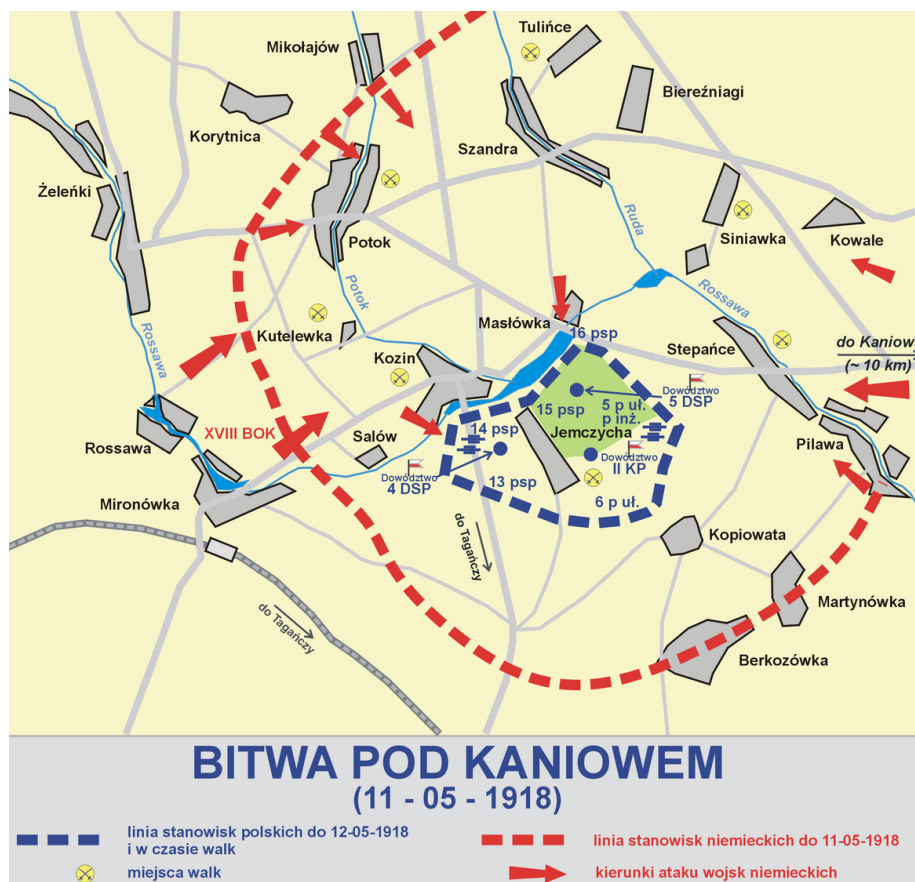 Tulińce
Mikołajów
Biereźniagi
Korytnica
Szandra
Żeleńki
Ruda
Siniawka
Kowale
Potok
Potok
Rossawa
Rossawa
Masłówka
Kutelewka
16 psp
Stepańce
do Kaniowa
(~ 10 km)
Kozin
Dowództwo
5 DSP
15 psp
5 p uł.
p inż.
XVIII BOK
14 psp
Jemczycha
Pilawa
Rossawa
Salów
Dowództwo
4 DSP
Dowództwo
II KP
13 psp
6 p uł.
Mironówka
do Tagańczy
Kopiowata
Martynówka
do Tagańczy
Berkozówka
BITWA POD KANIOWEM
(11 - 05 - 1918)
linia stanowisk polskich do 12-05-1918
i w czasie walk
linia stanowisk niemieckich do 11-05-1918
miejsca walk
kierunki ataku wojsk niemieckich